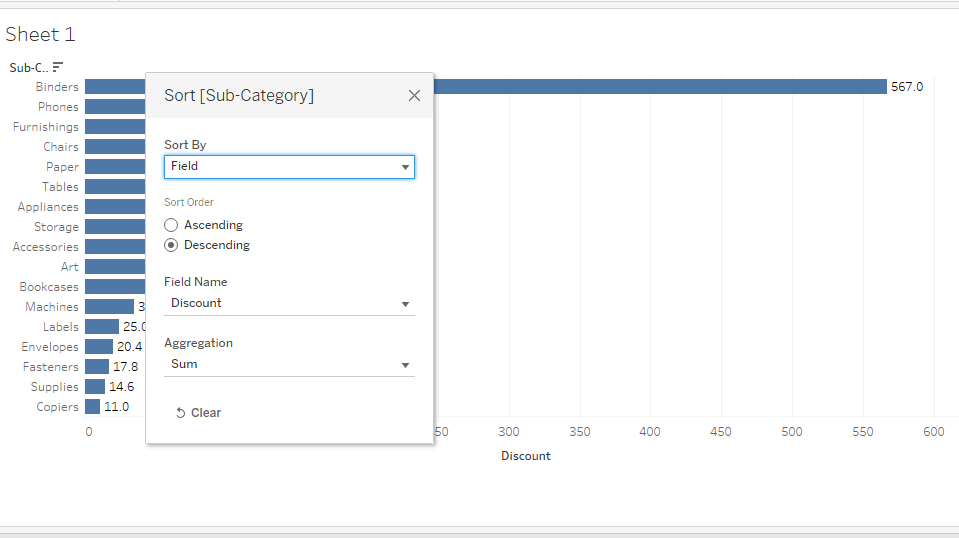 Sheet 1
Sub-C..
Binders 567.0
Phones
Furnishings
Chairs
Paper
Tables
Appliances
Storage
Accessories
Art
Bookcases
Machines 3
Labels 25.0
Envelopes 20.4
Fasteners 17.8
Supplies 14.6
Copiers 11.0
Sort [Sub-Category]
Sort By
Field
Sort Order
Ascending
Descending
Field Name
Discount
Aggregation
Sum
Clear
0 50 300 350 400 450 500 550 600
Discount